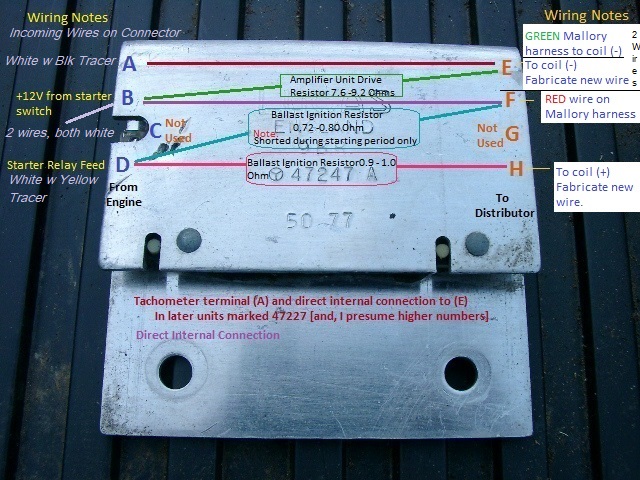 Wiring Notes
Incoming Wires on Connector
White w Blk Tracer
A
+12V from starter
switch
B
2 wires, both white
C
Not
Used
Starter Relay Feed
D
White w Yellow
Tracer
From
Engine
Amplifier Unit Drive
Resistor 7.6 -9.2 Ohms
Ballast Ignition Resistor
0,72 -0.80 Ohm
Note:
Shorted during starting period only
Ballast Ignition Resistor0.9 - 1.0
Ohm
47247 A
50 77
Wiring Notes
GREEN Mallory
harness to coil (-)
2
W
i
r
e
s
E
To coil (-)
Fabricate new wire
F
RED wire on
Mallory harness
Not
Used
G
H
To coil (+)
Fabricate new
wire.
To
Distributor
Tachometer terminal (A) and direct internal connection to (E)
In later units marked 47227 [and, I presume higher numbers]
Direct Internal Connection